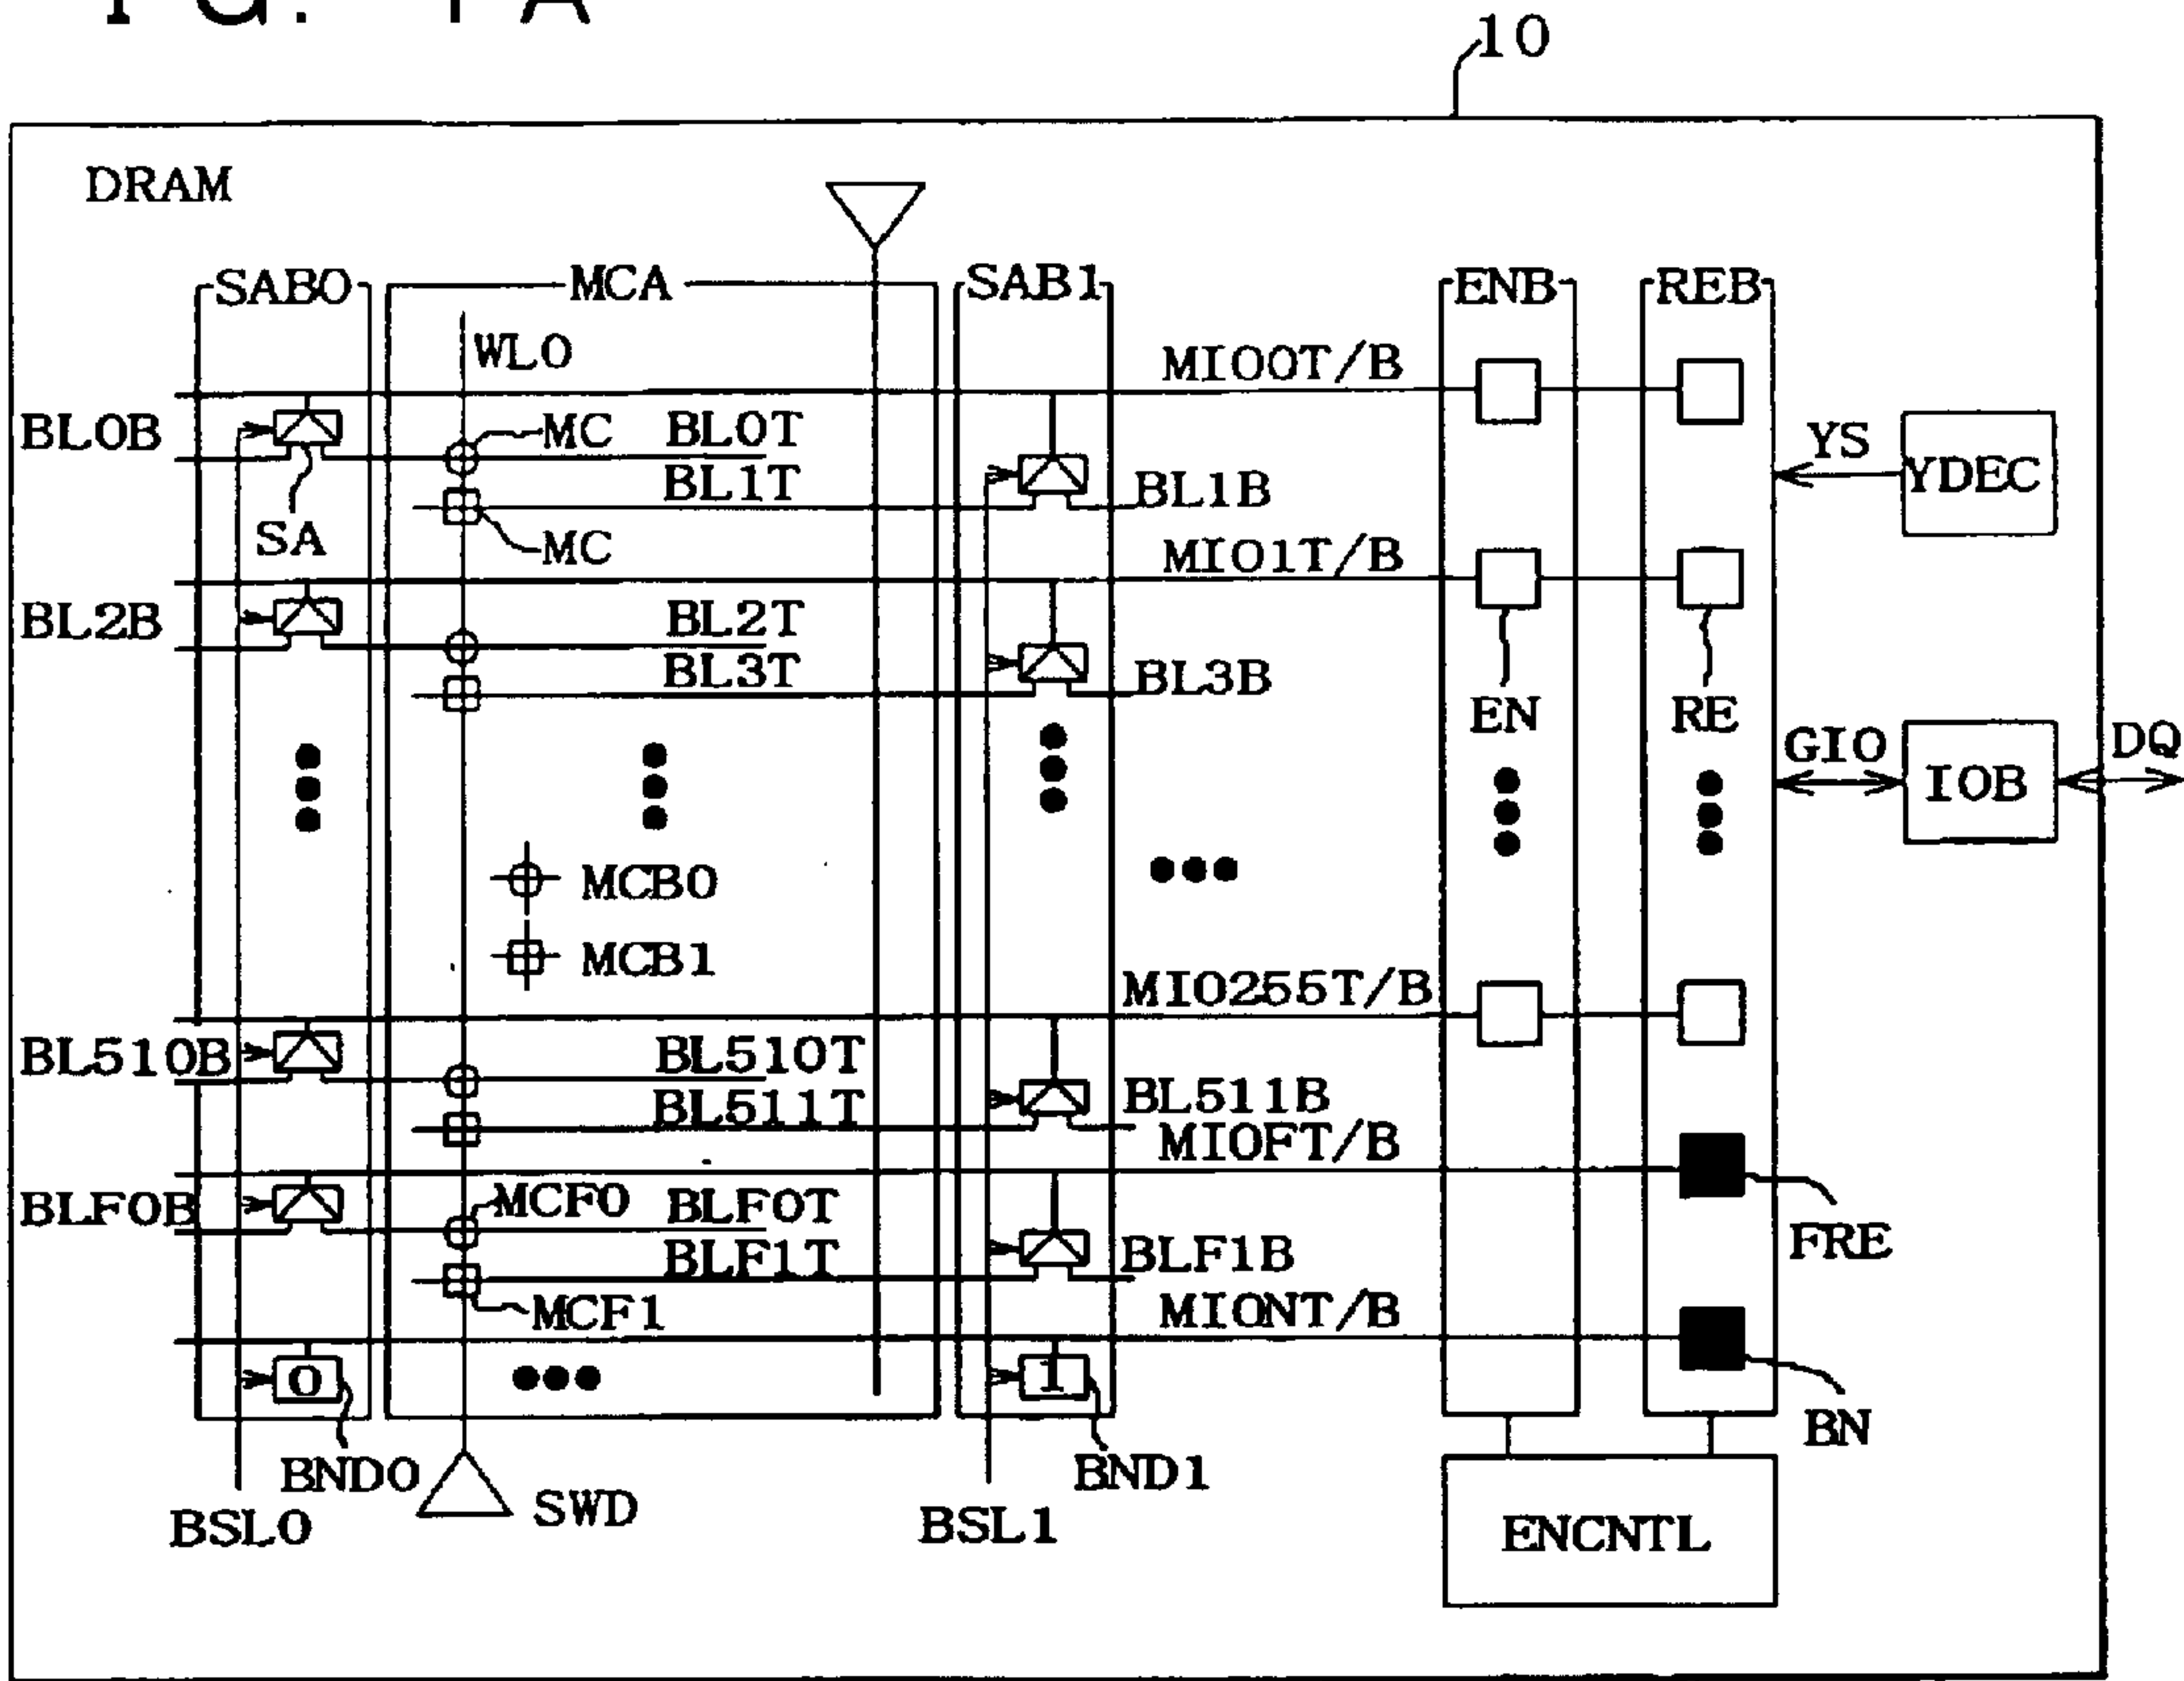 FIG. 1A
10
DRAM
SAB0
MCA
SAB1
ENB
REB
WL0
MIO0T/B
BL0B
MC
BL0T
YS
YDEC
BL1T
BL1B
SA
MC
MIO1T/B
BL2B
BL2T
BL3T
BL3B
EN
RE
GIO
IOB
DQ
MCB0
MCB1
MIO255T/B
BL510B
BL510T
BL511T
BL511B
MIOFT/B
BLF0B
MCF0
BLF0T
FRE
BLF1T
BLF1B
MCF1
MIONT/B
0
1
BN
BND0
BND1
SWD
BSL0
BSL1
ENCNTL